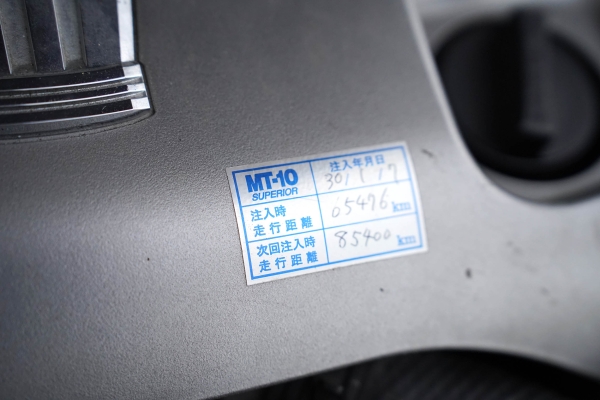 MT-10 注入年月日
SUPERIOR 30/1/17
注入時
走行距離 65476 km
次回注入時
走行距離 85400 km